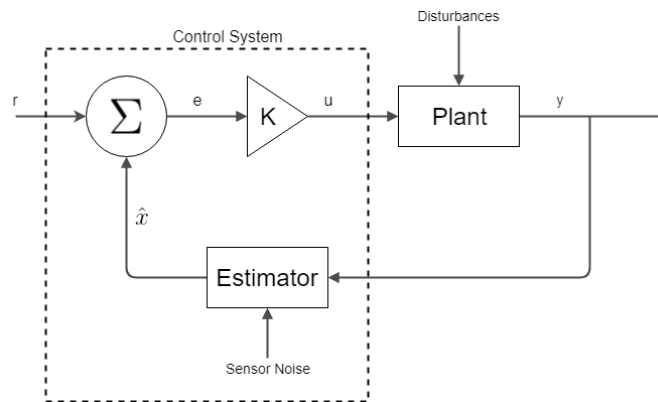 Disturbances
Control System
r
Σ
e
K
u
Plant
y
x̂
Estimator
Sensor Noise